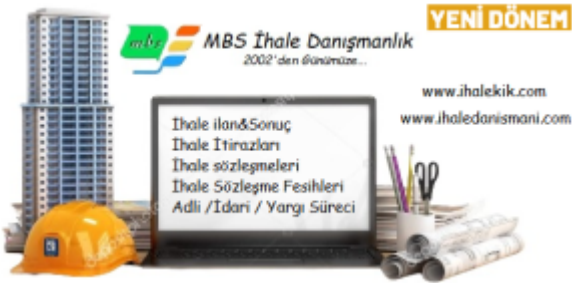 YENİ DÖNEM
mbs
MBS İhale Danışmanlık
2002'den Günümüze...
www.ihalekik.com
www.ihaledanismani.com
İhale ilan&Sonuç
İhale İtirazları
İhale sözleşmeleri
İhale Sözleşme Fesihleri
Adli /İdari / Yargı Süreci